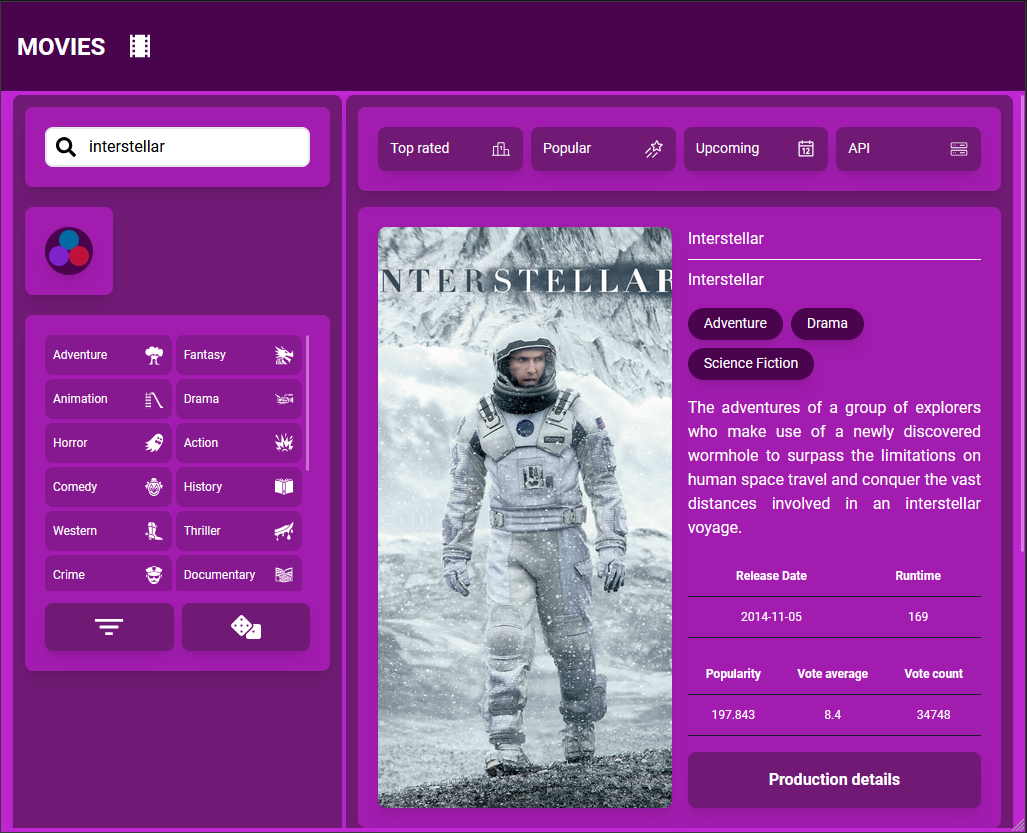 MOVIES
interstellar
Top rated
Popular
Upcoming
12
API
Adventure
Fantasy
Animation
Drama
Horror
Action
Comedy
History
Western
Thriller
Crime
Documentary
NTERSTELLAR
Interstellar
Interstellar
Adventure
Drama
Science Fiction
The adventures of a group of explorers
who make use of a newly discovered
wormhole to surpass the limitations on
human space travel and conquer the vast
distances involved in an interstellar
voyage.
Release Date
Runtime
2014-11-05
169
Popularity
Vote average
Vote count
197.843
8.4
34748
Production details